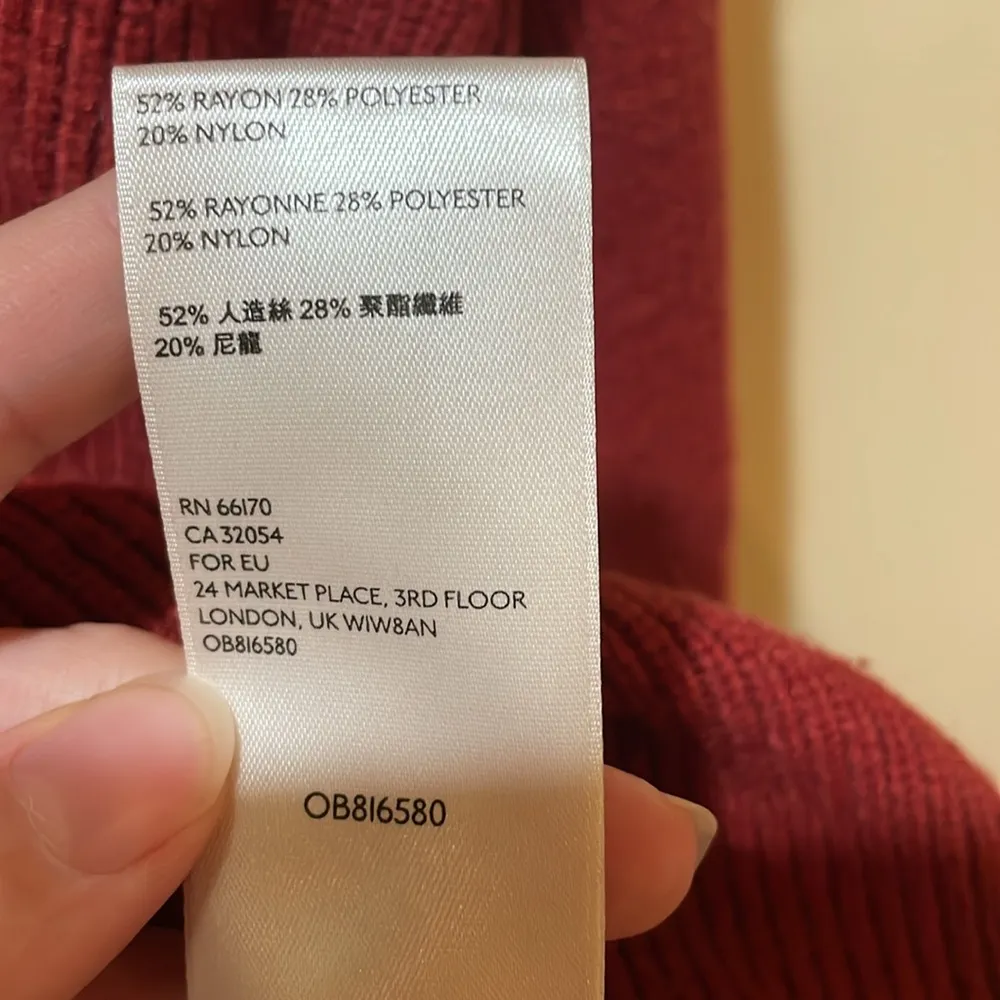 52% RAYON 28% POLYESTER
20% NYLON
52% RAYONNE 28% POLYESTER
20% NYLON
52% 人造絲 28% 聚酯纖維
20% 尼龍
RN 66170
CA 32054
FOR EU
24 MARKET PLACE, 3RD FLOOR
LONDON, UK W1W8AN
OB816580
OB816580